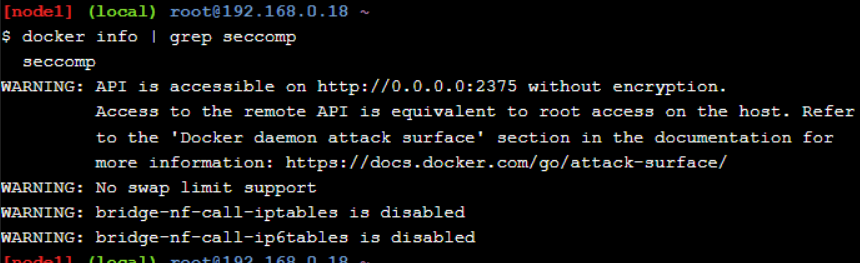 [node1] (local) root@192.168.0.18 ~
$ docker info | grep seccomp
  seccomp
WARNING: API is accessible on http://0.0.0.0:2375 without encryption.
         Access to the remote API is equivalent to root access on the host. Refer
         to the 'Docker daemon attack surface' section in the documentation for
         more information: https://docs.docker.com/go/attack-surface/
WARNING: No swap limit support
WARNING: bridge-nf-call-iptables is disabled
WARNING: bridge-nf-call-ip6tables is disabled
[node1] (local) root@192.168.0.18 ~